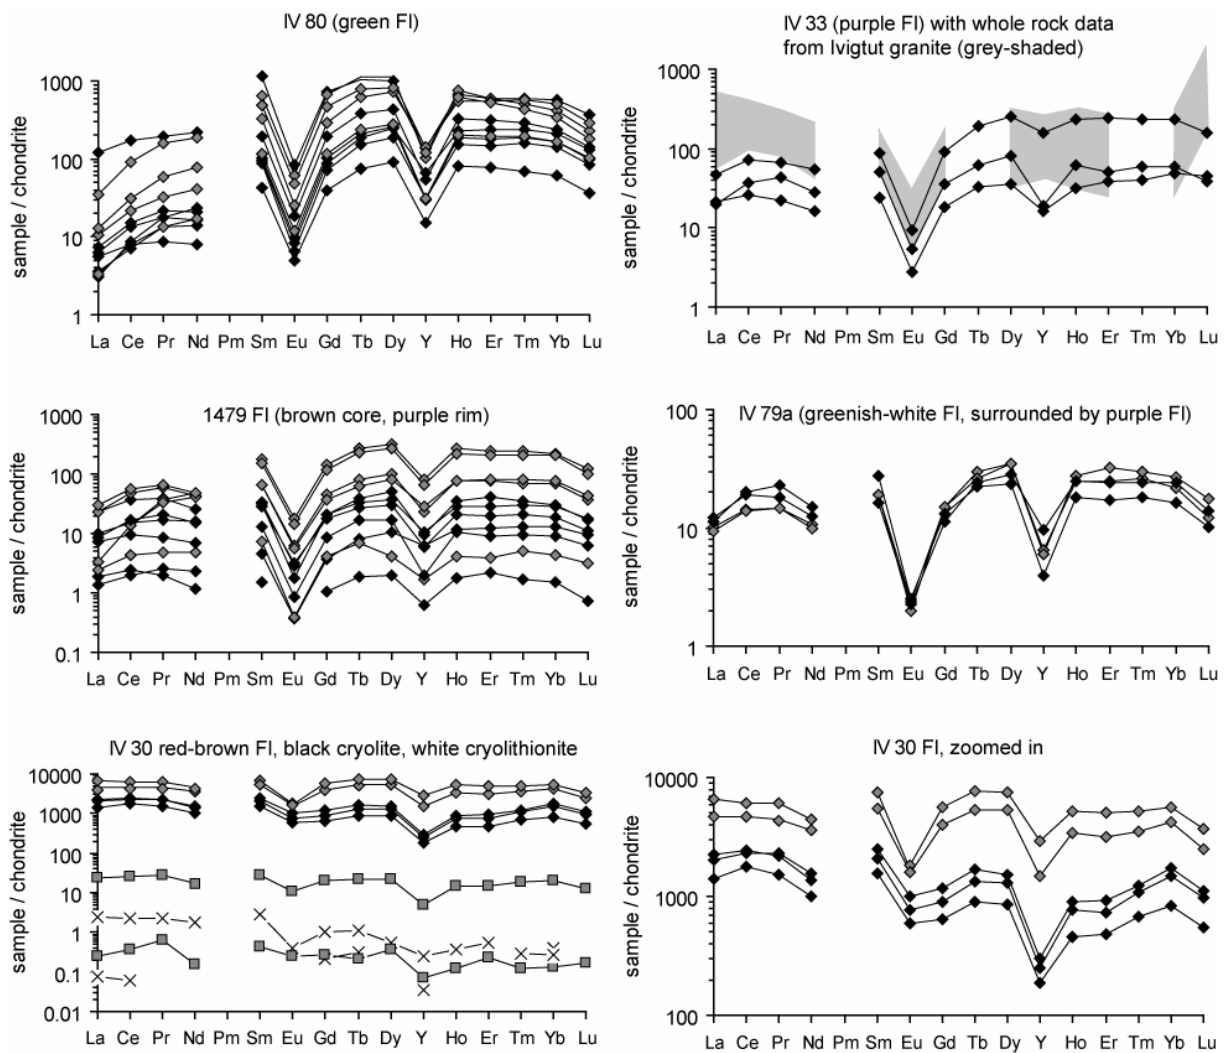 IV 80 (green Fl)
sample / chondrite
1000
100
10
1
La Ce Pr Nd Pm Sm Eu Gd Tb Dy Y Ho Er Tm Yb Lu
IV 33 (purple Fl) with whole rock data
from Ivigtut granite (grey-shaded)
sample / chondrite
1000
100
10
1
La Ce Pr Nd Pm Sm Eu Gd Tb Dy Y Ho Er Tm Yb Lu
1479 Fl (brown core, purple rim)
sample / chondrite
1000
100
10
1
0.1
La Ce Pr Nd Pm Sm Eu Gd Tb Dy Y Ho Er Tm Yb Lu
IV 79a (greenish-white Fl, surrounded by purple Fl)
sample / chondrite
100
10
1
La Ce Pr Nd Pm Sm Eu Gd Tb Dy Y Ho Er Tm Yb Lu
IV 30 red-brown Fl, black cryolite, white cryolithionite
sample / chondrite
10000
1000
100
10
1
0.1
0.01
La Ce Pr Nd Pm Sm Eu Gd Tb Dy Y Ho Er Tm Yb Lu
IV 30 Fl, zoomed in
sample / chondrite
10000
1000
100
La Ce Pr Nd Pm Sm Eu Gd Tb Dy Y Ho Er Tm Yb Lu